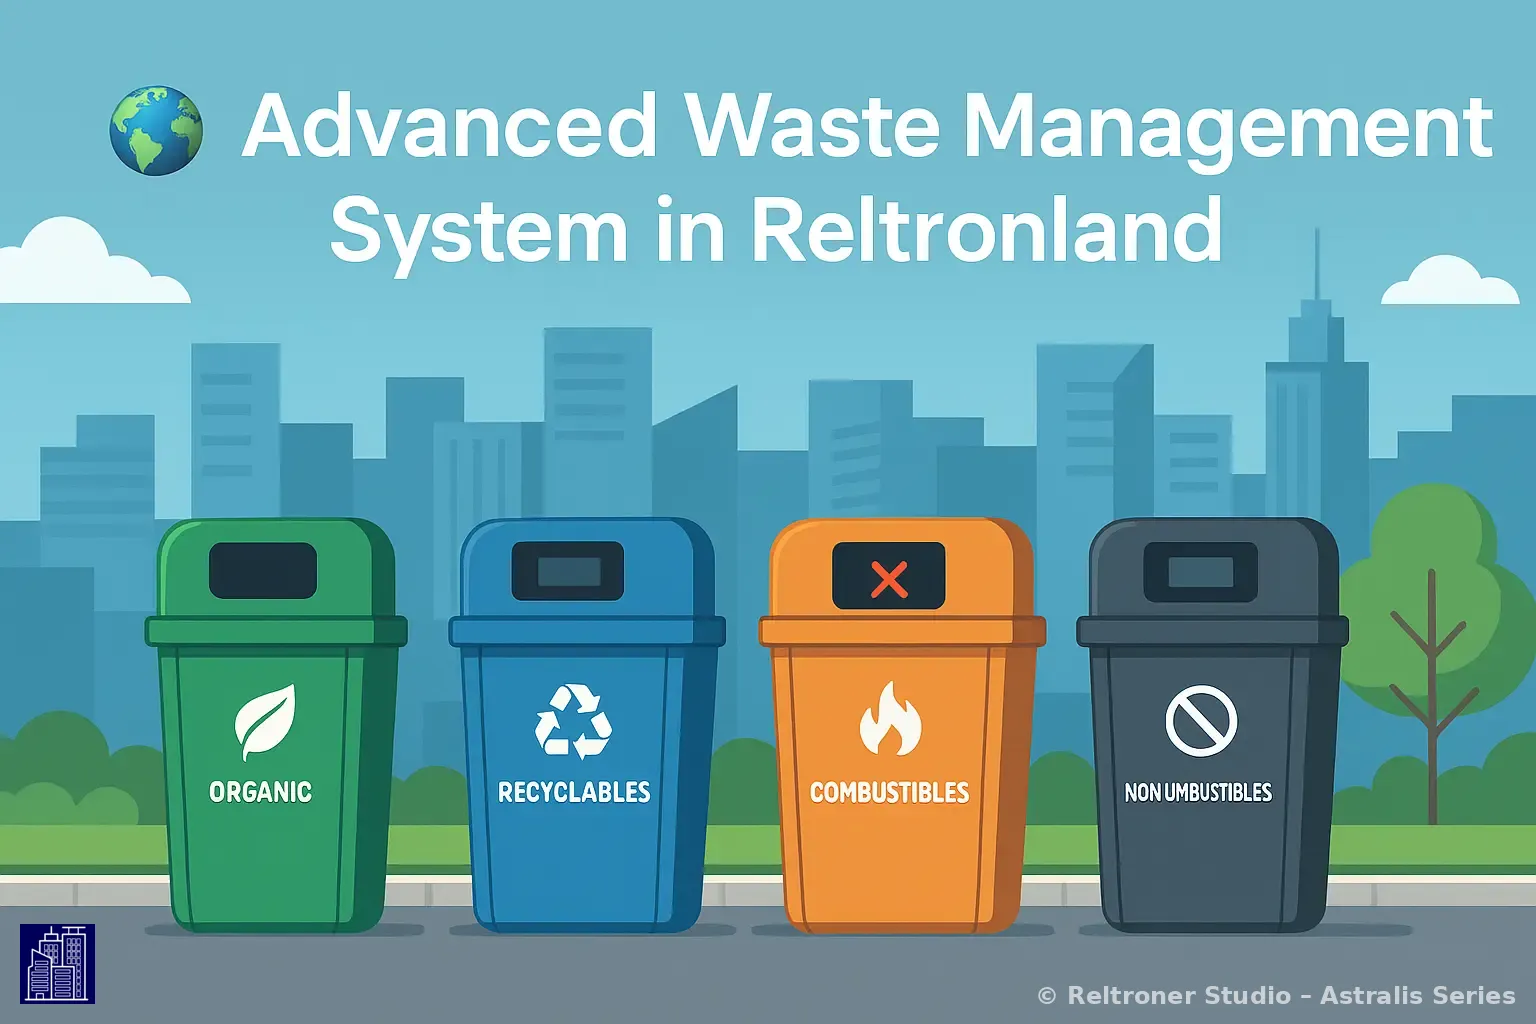 Advanced Waste Management
System in Reltronland
ORGANIC
RECYCLABLES
COMBUSTIBLES
NON UMBUSTIBLES
© Reltroner Studio – Astralis Series